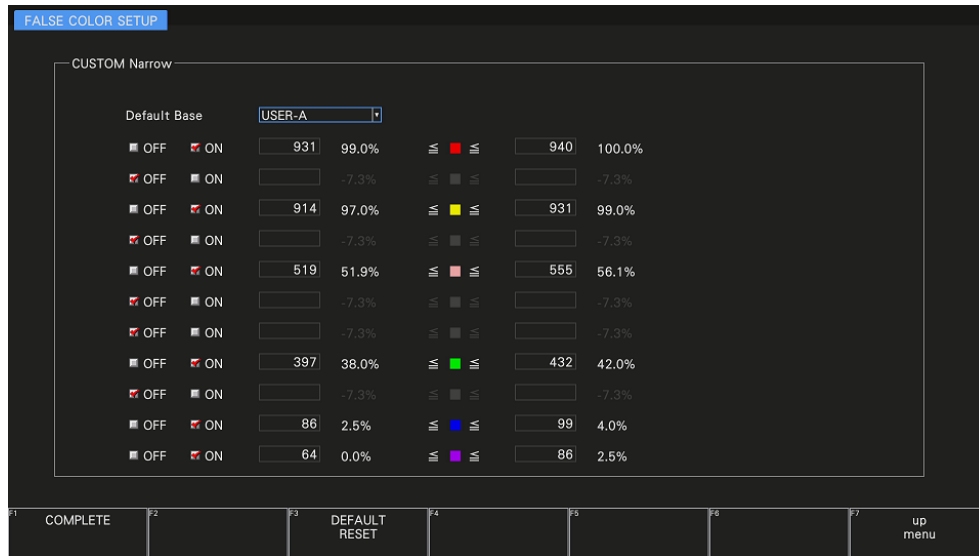 FALSE COLOR SETUP
CUSTOM Narrow
Default Base USER-A
OFF ON 931 99.0% ≦ ≦ 940 100.0%
OFF ON -7.3% ≦ ≦ -7.3%
OFF ON 914 97.0% ≦ ≦ 931 99.0%
OFF ON -7.3% ≦ ≦ -7.3%
OFF ON 519 51.9% ≦ ≦ 555 56.1%
OFF ON -7.3% ≦ ≦ -7.3%
OFF ON -7.3% ≦ ≦ -7.3%
OFF ON 397 38.0% ≦ ≦ 432 42.0%
OFF ON -7.3% ≦ ≦ -7.3%
OFF ON 86 2.5% ≦ ≦ 99 4.0%
OFF ON 64 0.0% ≦ ≦ 86 2.5%
F1 COMPLETE F2 F3 DEFAULT F4 F5 F6 F7 up
RESET menu